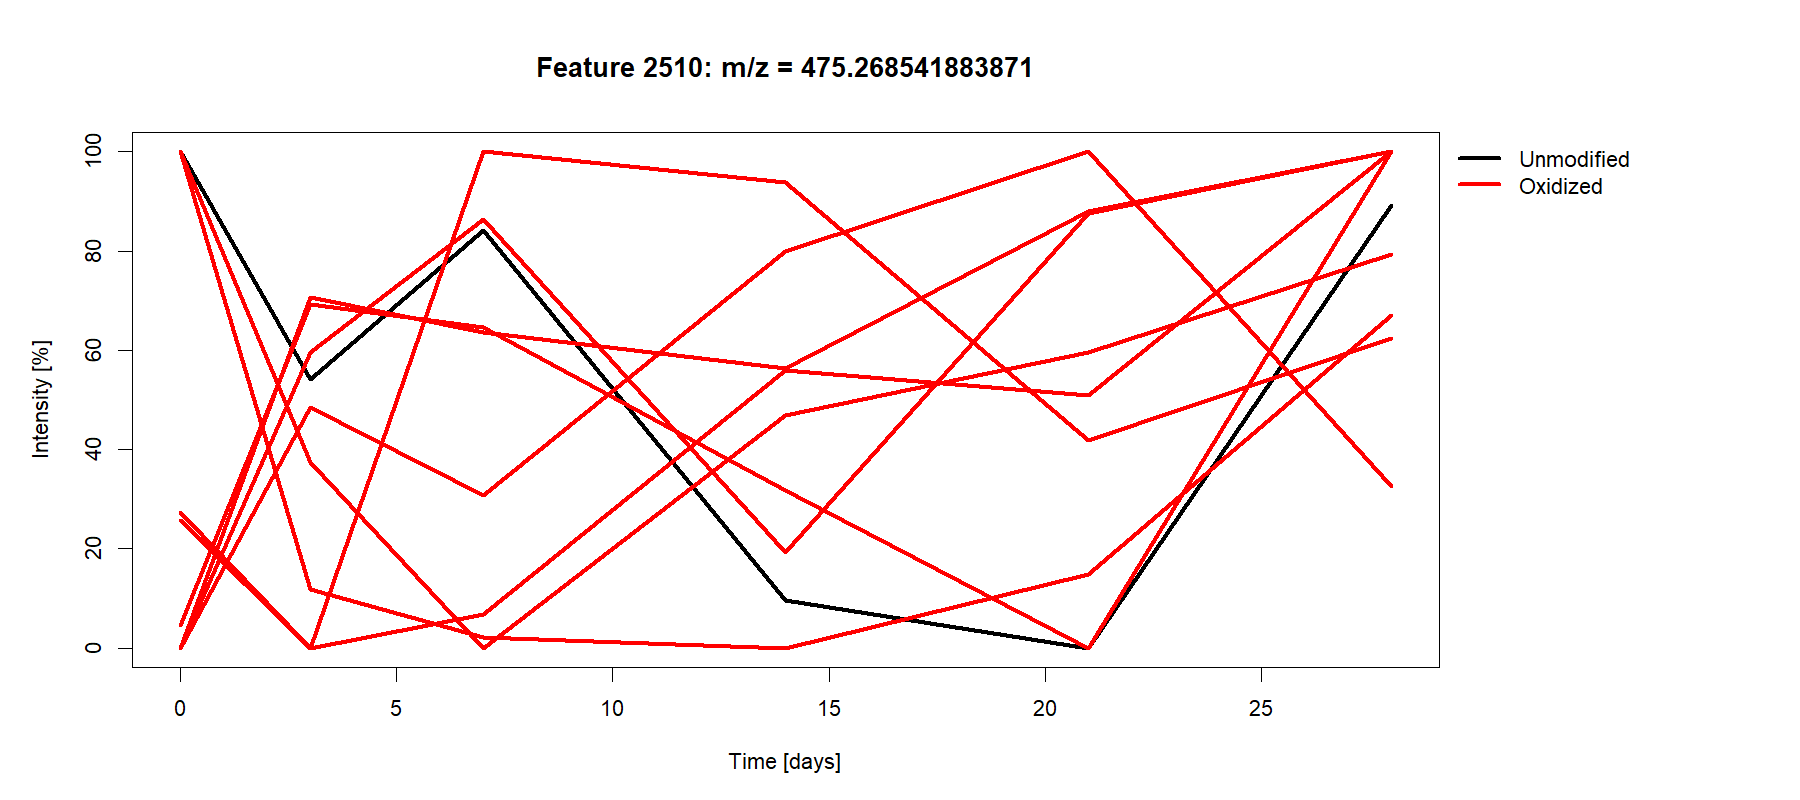 Feature 2510: m/z = 475.268541883871
Unmodified
Oxidized
Intensity [%]
100
80
60
40
20
0
0 5 10 15 20 25
Time [days]